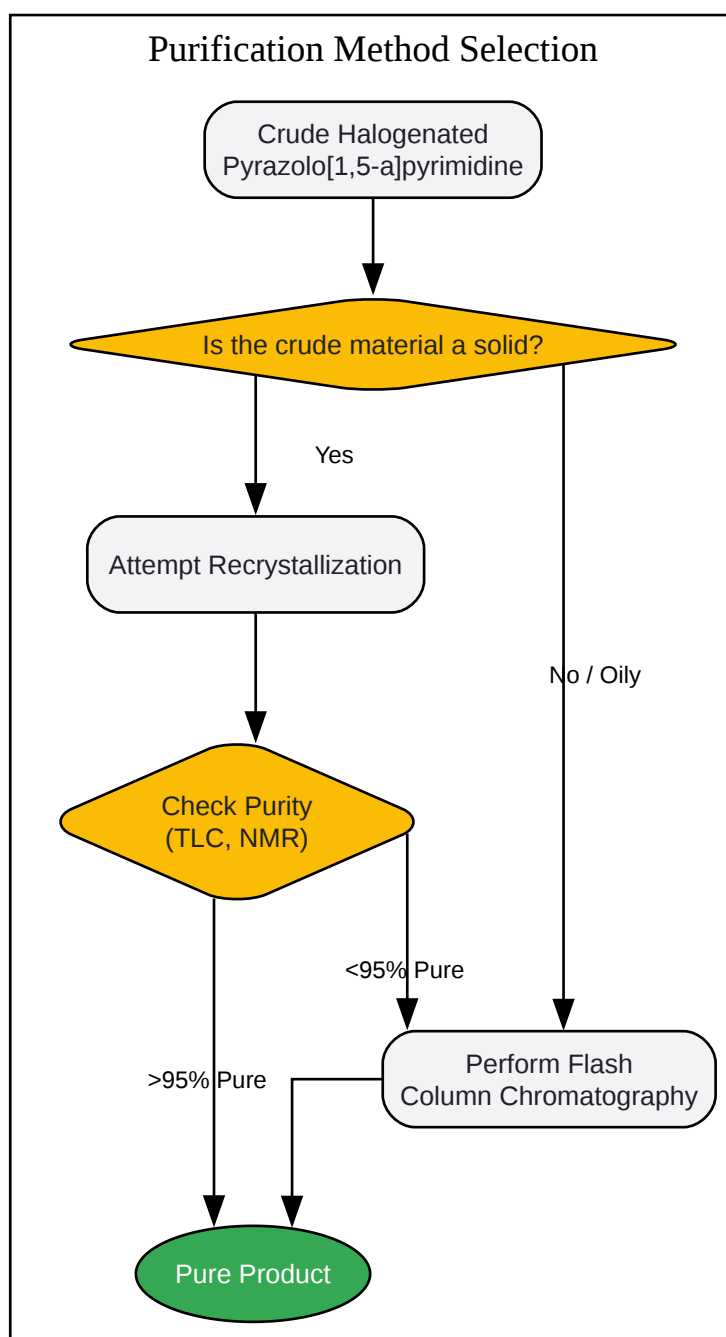 Purification Method Selection
Crude Halogenated
Pyrazolo[1,5-a]pyrimidine
Is the crude material a solid?
Yes
Attempt Recrystallization
No / Oily
Check Purity
(TLC, NMR)
<95% Pure
>95% Pure
Perform Flash
Column Chromatography
Pure Product